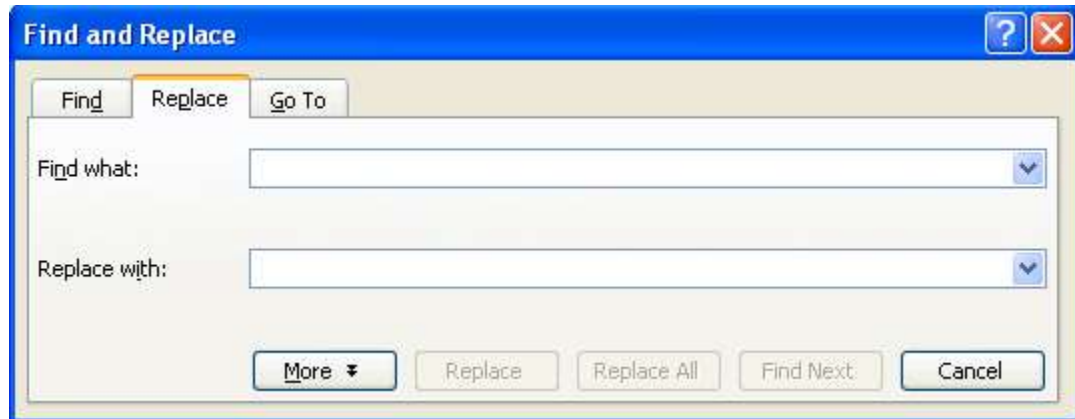 Find and Replace
Find Replace Go To
Find what:
Replace with:
More Replace Replace All Find Next Cancel